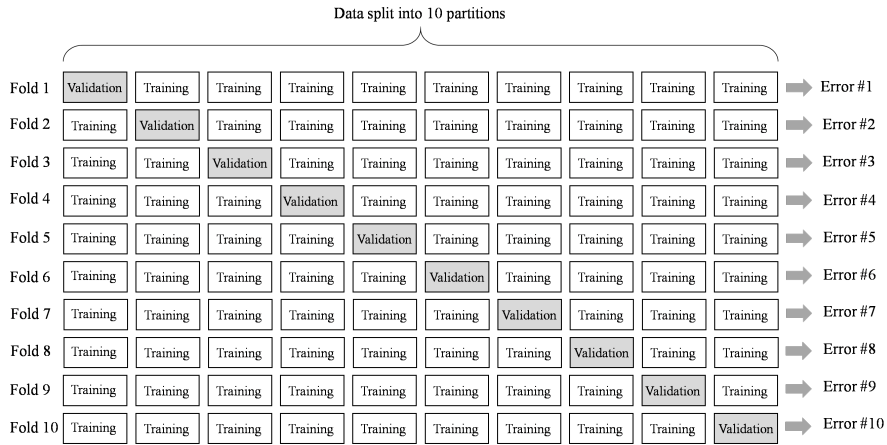 Data split into 10 partitions
Fold 1 Validation Training Training Training Training Training Training Training Training Training Error #1
Fold 2 Training Validation Training Training Training Training Training Training Training Training Error #2
Fold 3 Training Training Validation Training Training Training Training Training Training Training Error #3
Fold 4 Training Training Training Validation Training Training Training Training Training Training Error #4
Fold 5 Training Training Training Training Validation Training Training Training Training Training Error #5
Fold 6 Training Training Training Training Training Validation Training Training Training Training Error #6
Fold 7 Training Training Training Training Training Training Validation Training Training Training Error #7
Fold 8 Training Training Training Training Training Training Training Validation Training Training Error #8
Fold 9 Training Training Training Training Training Training Training Training Validation Training Error #9
Fold 10 Training Training Training Training Training Training Training Training Training Validation Error #10